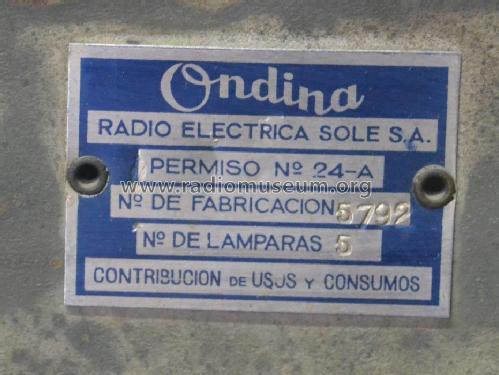 Ondina
RADIO ELECTRICA SOLE S.A.
PERMISO Nº 24-A
www.radiomuseum.org
Nº DE FABRICACION 5792
Nº DE LAMPARAS 5
CONTRIBUCION DE USOS Y CONSUMOS